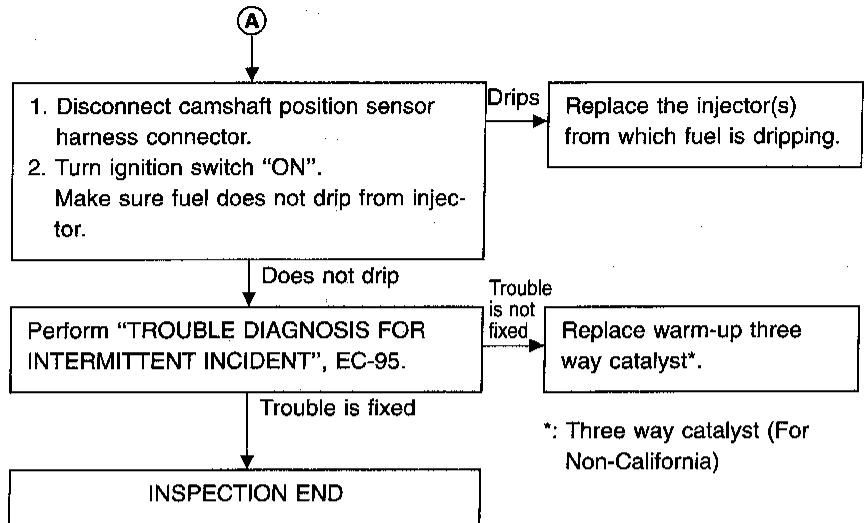 A
1. Disconnect camshaft position sensor
harness connector.
2. Turn ignition switch “ON”.
Make sure fuel does not drip from injec-
tor.
Drips
Replace the injector(s)
from which fuel is dripping.
Does not drip
Perform “TROUBLE DIAGNOSIS FOR
INTERMITTENT INCIDENT”, EC-95.
Trouble
is not
fixed
Replace warm-up three
way catalyst*.
Trouble is fixed
*: Three way catalyst (For
Non-California)
INSPECTION END